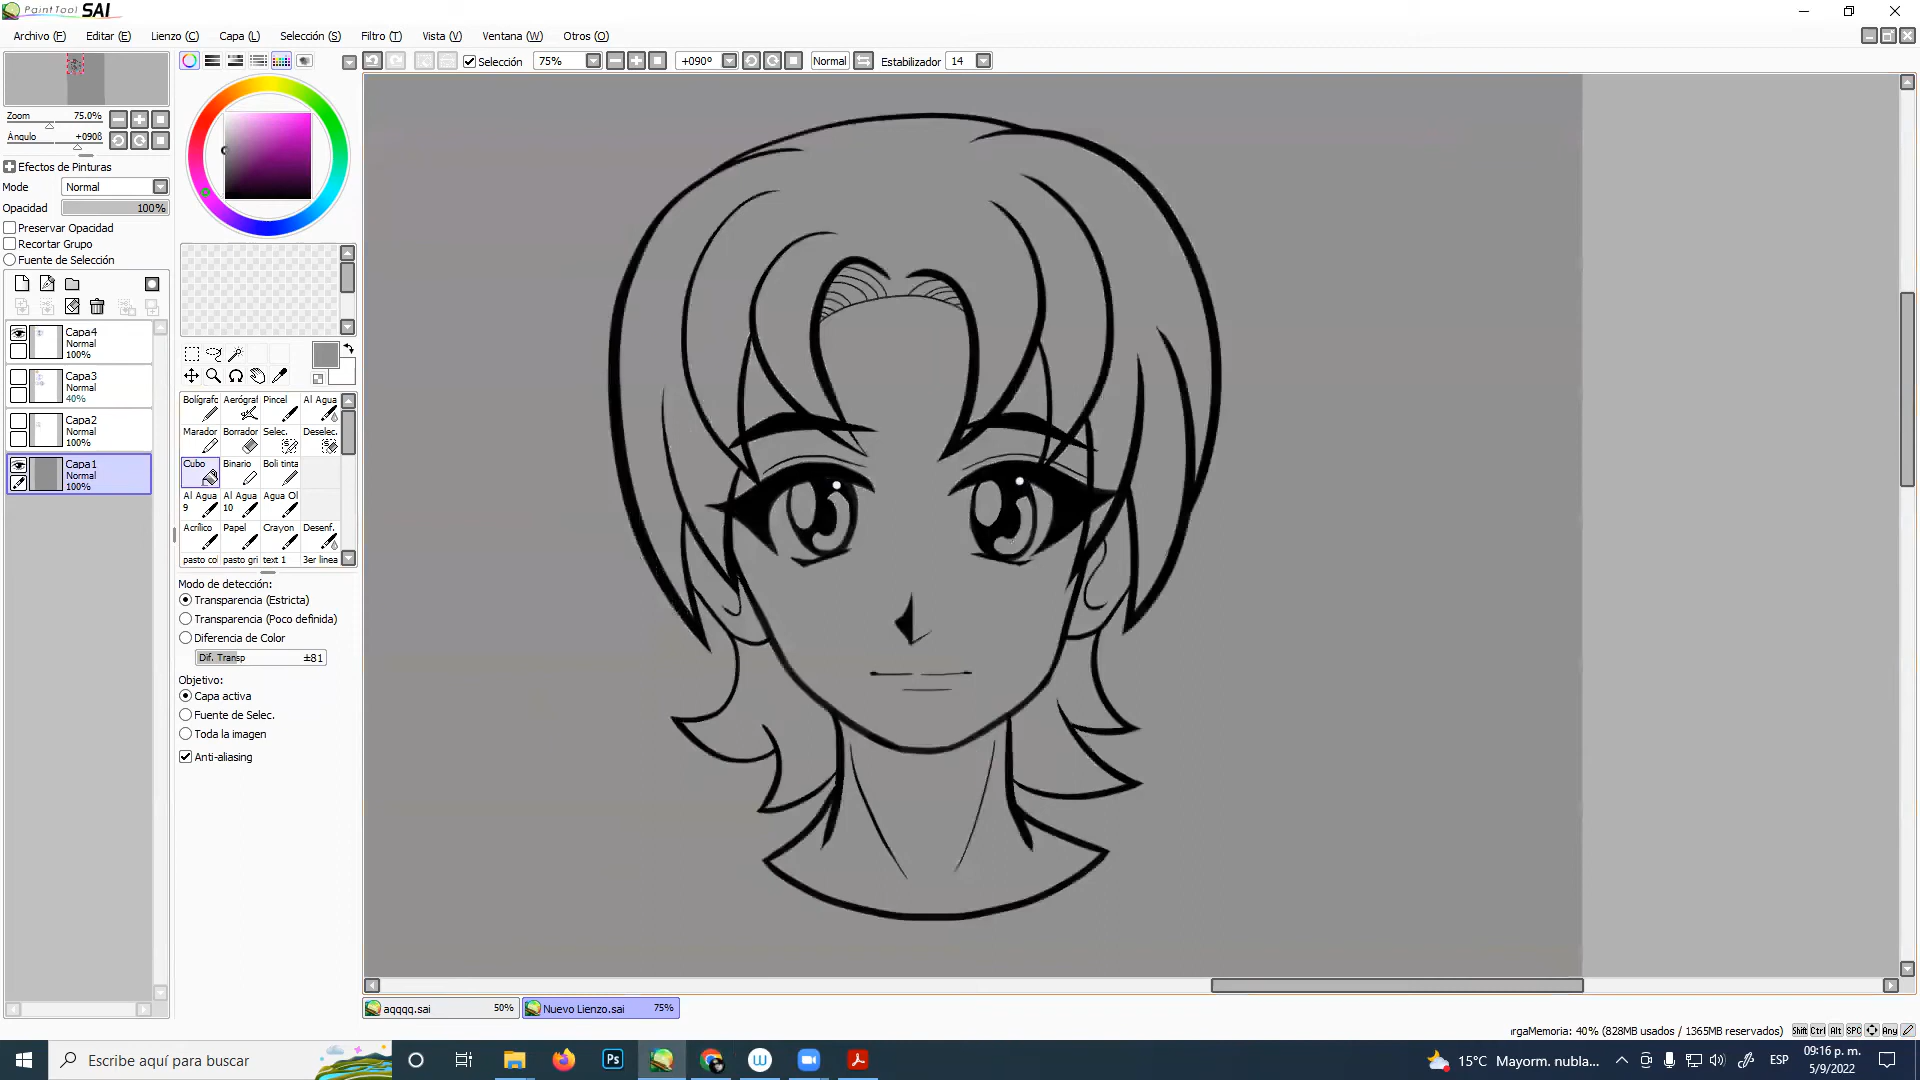 PaintTool SAI
Archivo (F) Editar (E) Lienzo (C) Capa (L) Selección (S) Filtro (T) Vista (V) Ventana (W) Otros (O)
Selección 75% +090º Normal Estabilizador 14
Zoom 75.0%
Ángulo +090ß
Efectos de Pinturas
Mode Normal
Opacidad 100%
Preservar Opacidad
Recortar Grupo
Fuente de Selección
Capa4
Normal
100%
Capa3
Normal
40%
Capa2
Normal
100%
Capa1
Normal
100%
Bolígrafo Aerógraf Pincel Al Agua
Marador Borrador Selec. Deselec.
Cubo Binario Boli tinta
Al Agua 9 Al Agua 10 Agua Ol
Acrílico Papel Crayon Desenf.
pasto co pasto gri text 1 3er linea
Modo de detección:
Transparencia (Estricta)
Transparencia (Poco definida)
Diferencia de Color
Dif. Transp ±81
Objetivo:
Capa activa
Fuente de Selec.
Toda la imagen
Anti-aliasing
aqqqq.sai 50% Nuevo Lienzo.sai 75%
ırgaMemoria: 40% (828MB usados / 1365MB reservados) Shift Ctrl Alt SPC Any
Escribe aquí para buscar
Ps
15°C Mayorm. nubla... ESP
09:16 p. m.
5/9/2022